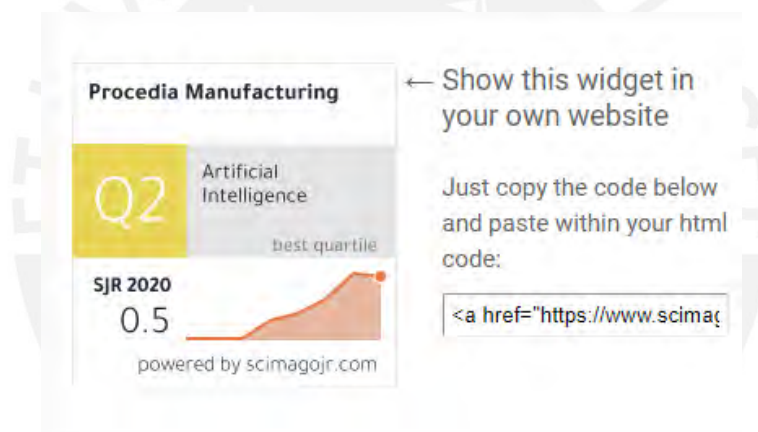 Procedia Manufacturing
Q2
Artificial
Intelligence
best quartile
SJR 2020
0.5
powered by scimagojr.com
← Show this widget in
your own website
Just copy the code below
and paste within your html
code:
<a href="https://www.scimag